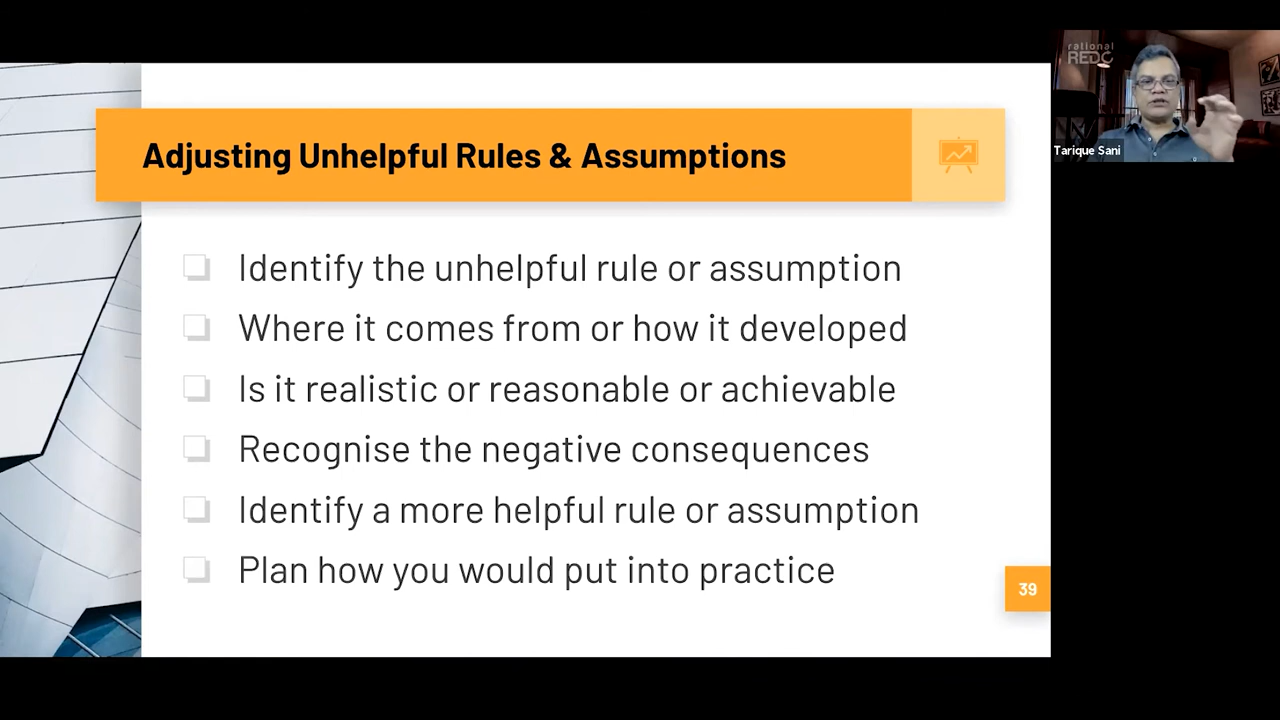 Adjusting Unhelpful Rules & Assumptions
Identify the unhelpful rule or assumption
Where it comes from or how it developed
Is it realistic or reasonable or achievable
Recognise the negative consequences
Identify a more helpful rule or assumption
Plan how you would put into practice
39
rational
REDC
Tarique Sani